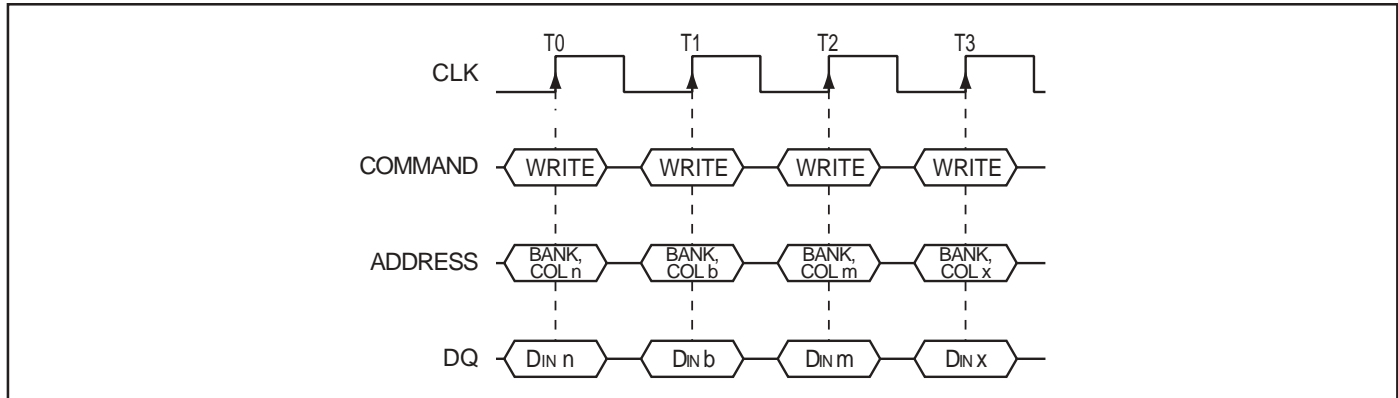 T0 T1 T2 T3
CLK
COMMAND WRITE WRITE WRITE WRITE
ADDRESS BANK, COL n BANK, COL b BANK, COL m BANK, COL x
DQ DIN n DIN b DIN m DIN x